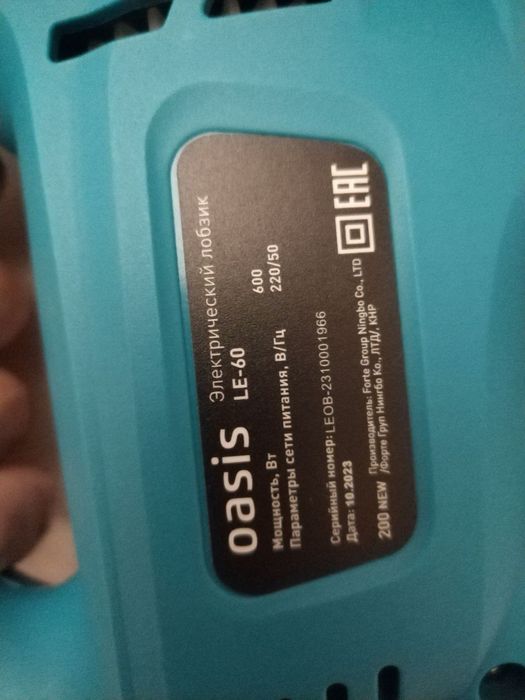 oasis Электрический лобзик
LE-60
Мощность, Вт 600
Параметры сети питания, В/Гц 220/50
Серийный номер: LEOB-2310001966
Дата: 10.2023
200 NEW Производитель: Forte Group Ningbo Co., LTD
/Форте Груп Нингбо Ко., ЛТД/, КНР
EAC